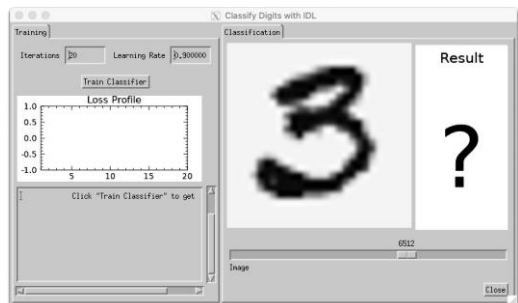 Classify Digits with IDL
Training
Iterations 20 Learning Rate 0.900000
Train Classifier
Loss Profile
1.0
0.5
0.0
-0.5
-1.0
5 10 15 20
Click "Train Classifier" to get
Classification
3
Result
?
6512
Image
Close